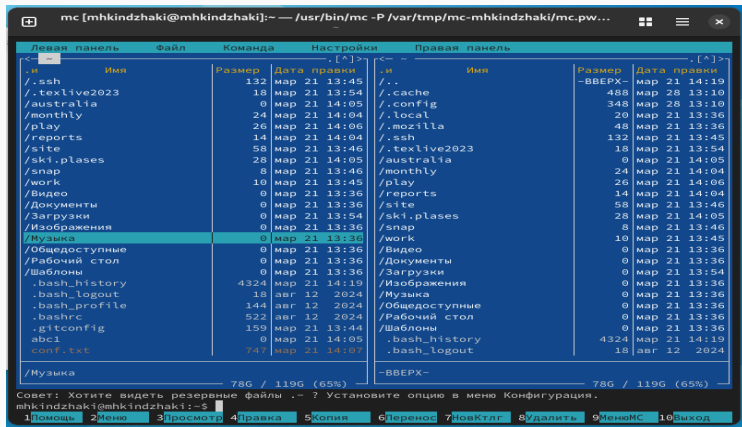 mc [mhkindzhaki@mhkindzhaki]:~ — /usr/bin/mc -P /var/tmp/mc-mhkindzhaki/mc.pw...
Левая панель Файл Команда Настройки Правая панель
<— ~ .[^]> <— ~ .[^]>
.и Имя Размер Дата правки .и Имя Размер Дата правки
/.ssh 132 мар 21 13:45 /.. -ВВЕРХ- мар 21 14:19
/.texlive2023 18 мар 21 13:54 /.cache 488 мар 28 13:10
/australia 0 мар 21 14:05 /.config 348 мар 28 13:10
/monthly 24 мар 21 14:04 /.local 20 мар 21 13:36
/play 26 мар 21 14:06 /.mozilla 48 мар 21 13:36
/reports 14 мар 21 14:04 /.ssh 132 мар 21 13:45
/site 58 мар 21 13:46 /.texlive2023 18 мар 21 13:54
/ski.plases 28 мар 21 14:05 /australia 0 мар 21 14:05
/snap 8 мар 21 13:46 /monthly 24 мар 21 14:04
/work 10 мар 21 13:45 /play 26 мар 21 14:06
/Видео 0 мар 21 13:36 /reports 14 мар 21 14:04
/Документы 0 мар 21 13:36 /site 58 мар 21 13:46
/Загрузки 0 мар 21 13:54 /ski.plases 28 мар 21 14:05
/Изображения 0 мар 21 13:36 /snap 8 мар 21 13:46
/Музыка 0 мар 21 13:36 /work 10 мар 21 13:45
/Общедоступные 0 мар 21 13:36 /Видео 0 мар 21 13:36
/Рабочий стол 0 мар 21 13:36 /Документы 0 мар 21 13:36
/Шаблоны 0 мар 21 13:36 /Загрузки 0 мар 21 13:54
.bash_history 4324 мар 21 14:19 /Изображения 0 мар 21 13:36
.bash_logout 18 авг 12 2024 /Музыка 0 мар 21 13:36
.bash_profile 144 авг 12 2024 /Общедоступные 0 мар 21 13:36
.bashrc 522 авг 12 2024 /Рабочий стол 0 мар 21 13:36
.gitconfig 159 мар 21 13:44 /Шаблоны 0 мар 21 13:36
abc1 0 мар 21 14:05 .bash_history 4324 мар 21 14:19
conf.txt 747 мар 21 14:07 .bash_logout 18 авг 12 2024
/Музыка -ВВЕРХ-
78G / 119G (65%) 78G / 119G (65%)
Совет: Хотите видеть резервные файлы .~ ? Установите опцию в меню Конфигурация.
mhkindzhaki@mhkindzhaki:~$
1Помощь 2Меню 3Просмотр 4Правка 5Копия 6Перенос 7НовКтлг 8Удалить 9МенюMC 10Выход